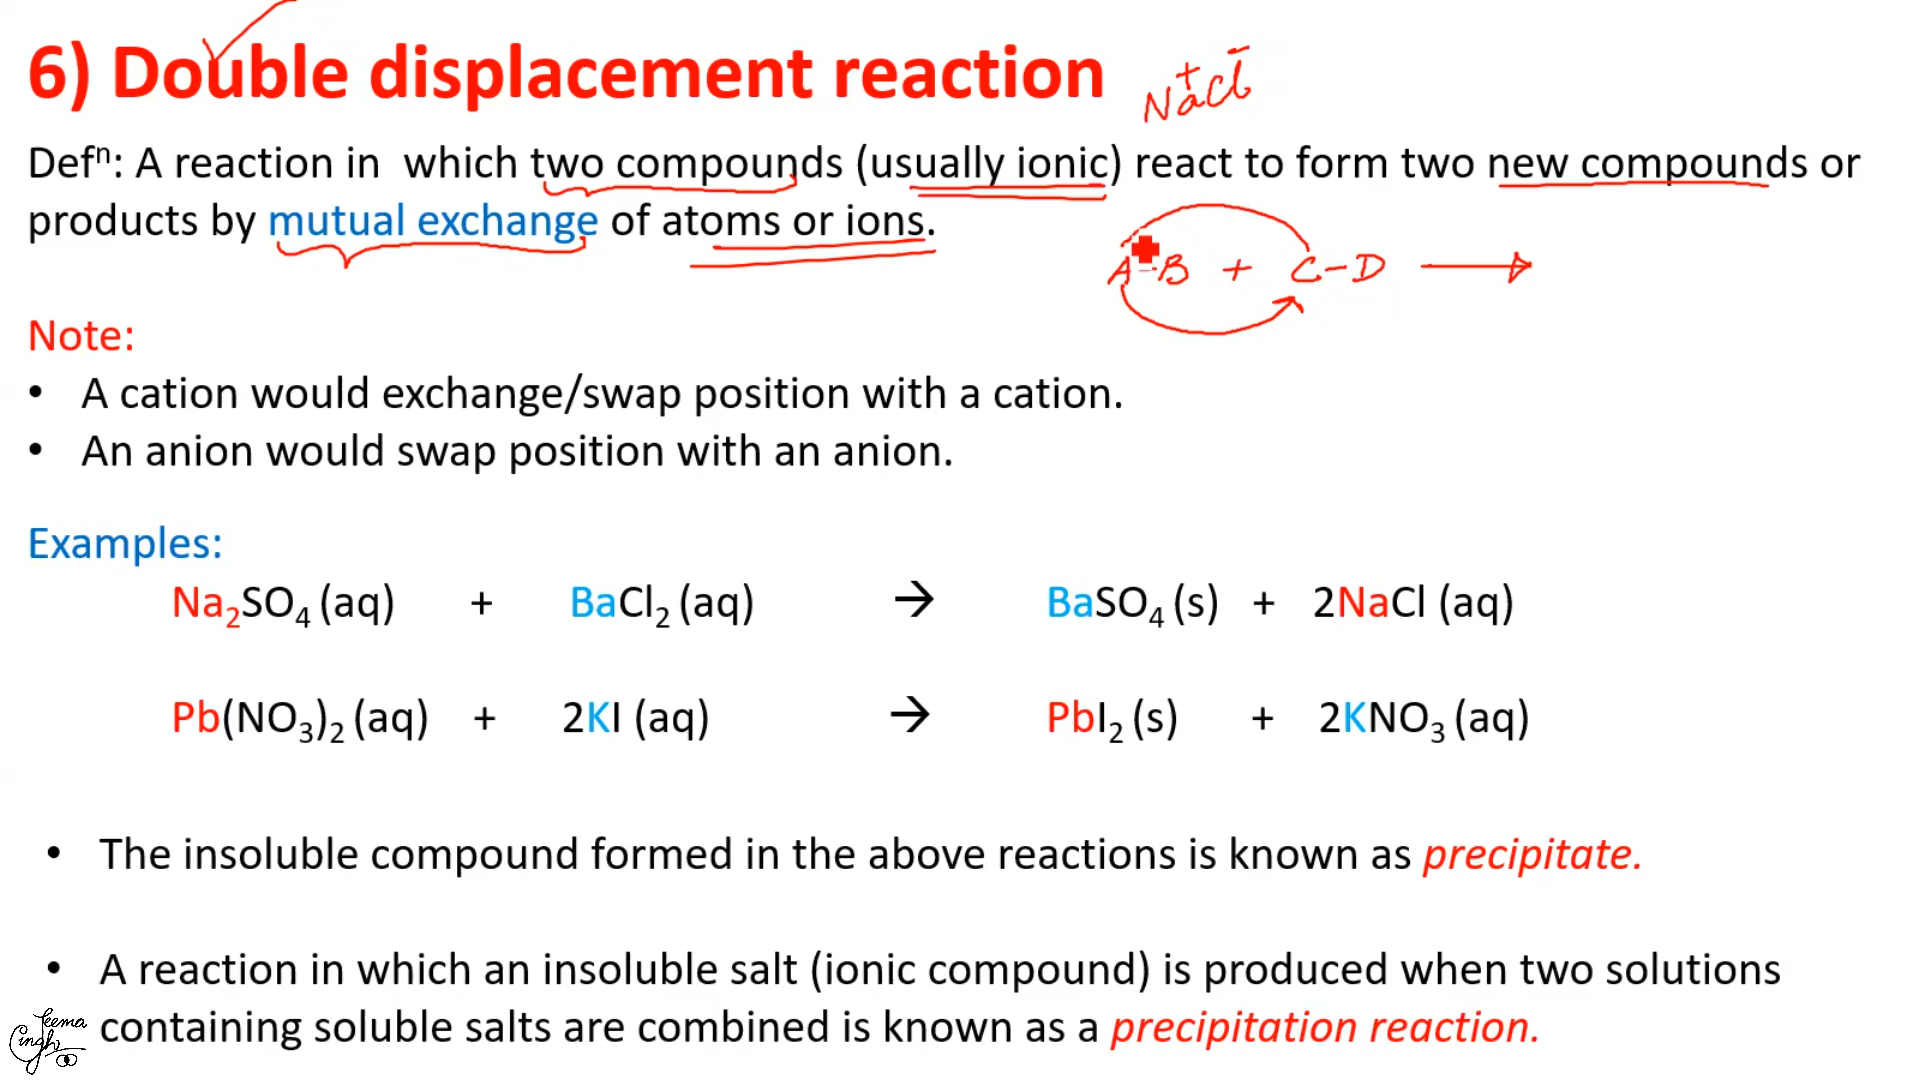 6) Double displacement reaction
Na⁺Cl⁻
Defⁿ: A reaction in which two compounds (usually ionic) react to form two new compounds or
products by mutual exchange of atoms or ions.
A-B + C-D →
Note:
• A cation would exchange/swap position with a cation.
• An anion would swap position with an anion.
Examples:
Na₂SO₄ (aq) + BaCl₂ (aq) → BaSO₄ (s) + 2NaCl (aq)
Pb(NO₃)₂ (aq) + 2KI (aq) → PbI₂ (s) + 2KNO₃ (aq)
• The insoluble compound formed in the above reactions is known as precipitate.
• A reaction in which an insoluble salt (ionic compound) is produced when two solutions
containing soluble salts are combined is known as a precipitation reaction.